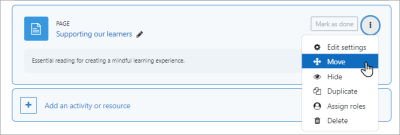 PAGE
Mark as done
Supporting our learners
Edit settings
Essential reading for creating a mindful learning experience.
Move
Hide
Duplicate
Add an activity or resource
Assign roles
Delete